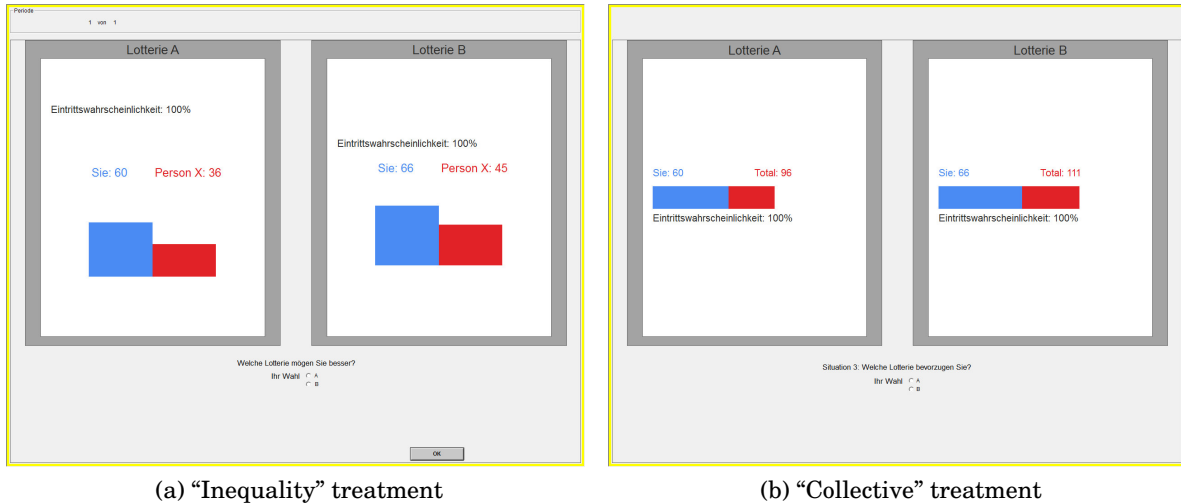 Periode
1 von 1
Lotterie A
Lotterie B
Eintrittswahrscheinlichkeit: 100%
Sie: 60 Person X: 36
Eintrittswahrscheinlichkeit: 100%
Sie: 66 Person X: 45
Welche Lotterie mögen Sie besser?
Ihr Wahl A
B
OK
(a) “Inequality” treatment
Lotterie A
Lotterie B
Sie: 60 Total: 96
Eintrittswahrscheinlichkeit: 100%
Sie: 66 Total: 111
Eintrittswahrscheinlichkeit: 100%
Situation 3: Welche Lotterie bevorzugen Sie?
Ihr Wahl A
B
(b) “Collective” treatment